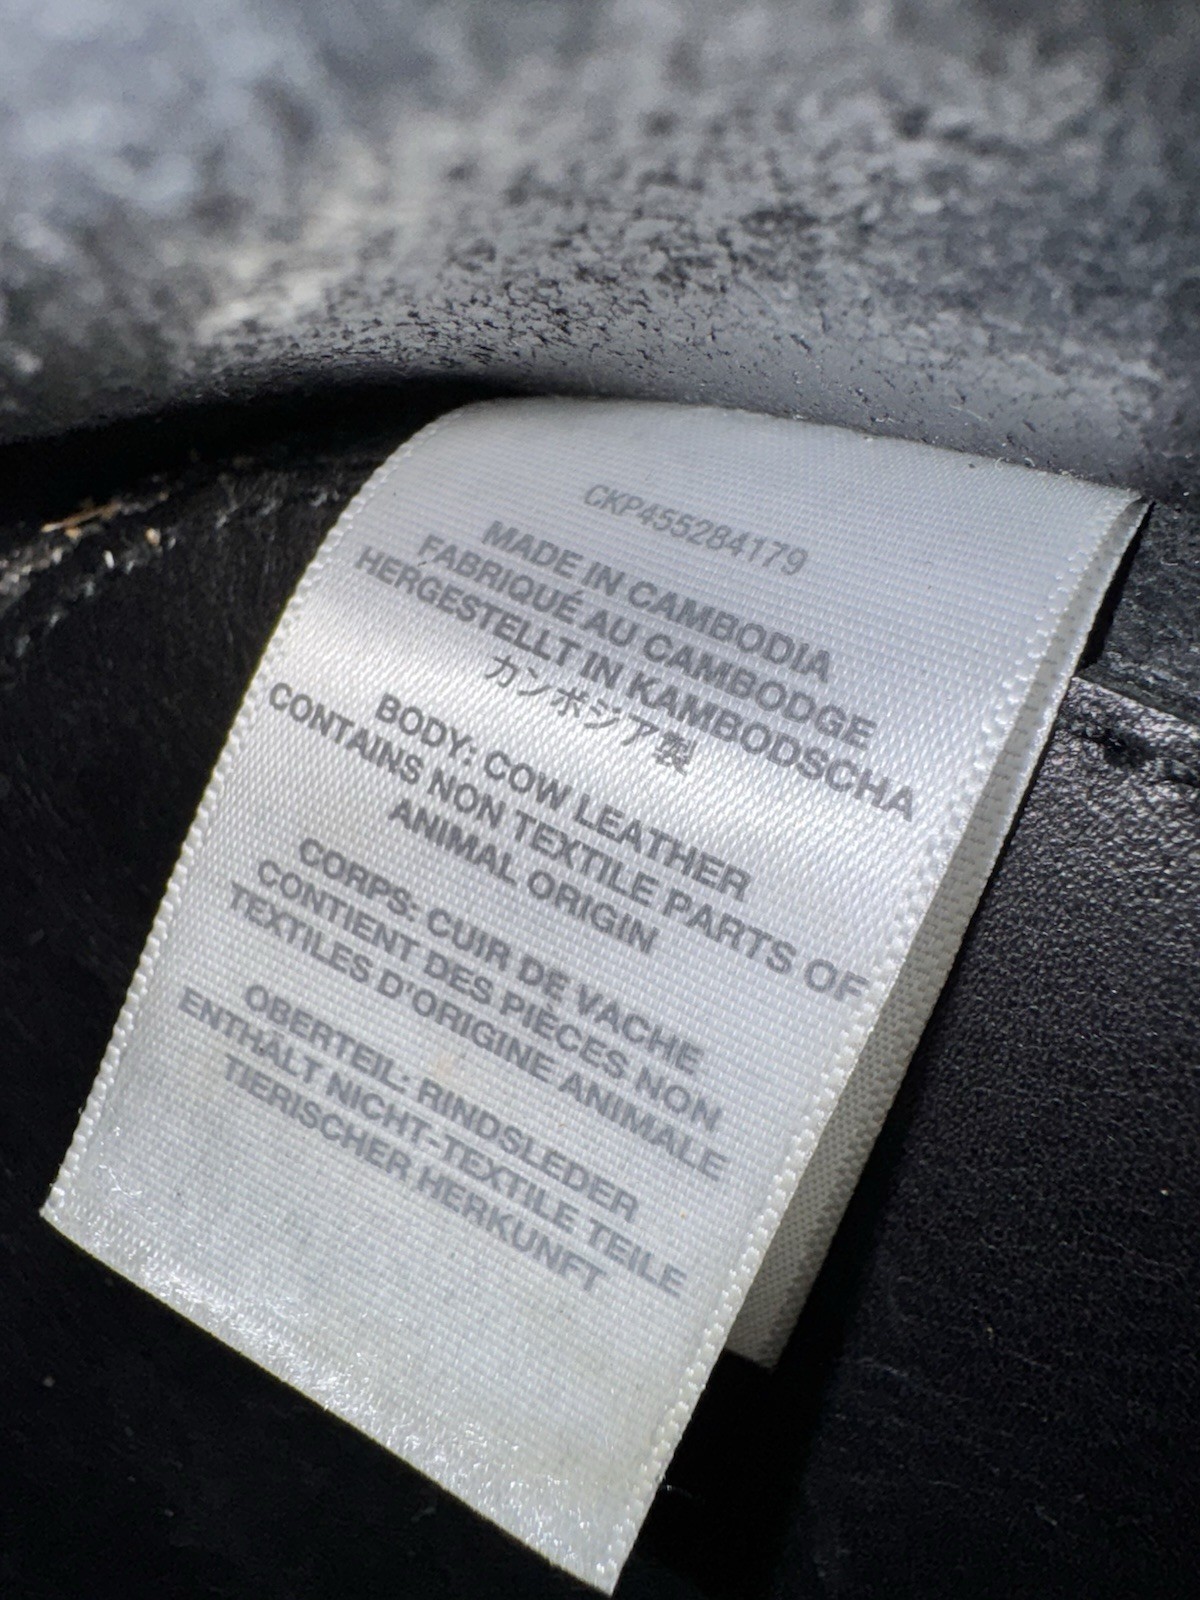 CKP455284179
MADE IN CAMBODIA
FABRIQUÉ AU CAMBODGE
HERGESTELLT IN KAMBODSCHA
カンボジア製
BODY: COW LEATHER
CONTAINS NON TEXTILE PARTS OF
ANIMAL ORIGIN
CORPS: CUIR DE VACHE
CONTIENT DES PIÈCES NON
TEXTILES D'ORIGINE ANIMALE
OBERTEIL: RINDSLEDER
ENTHÄLT NICHT-TEXTILE TEILE
TIERISCHER HERKUNFT